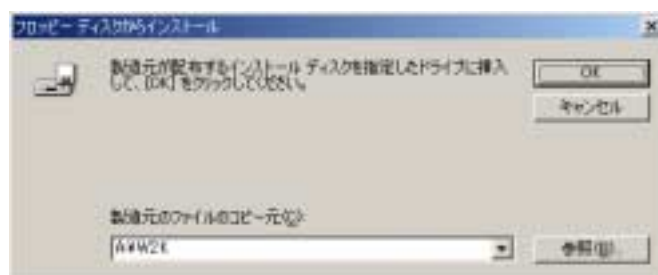 フロッピー ディスクからインストール
製造元が配布するインストール ディスクを指定したドライブに挿入
して、[OK] をクリックしてください。
OK
キャンセル
製造元のファイルのコピー元(C):
A:¥W2K
参照(B)...